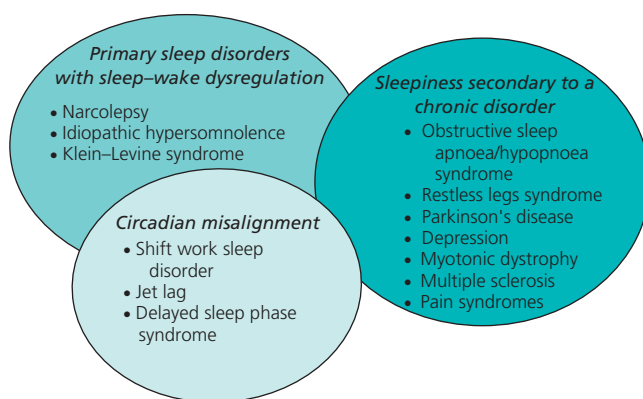 Primary sleep disorders
with sleep–wake dysregulation
• Narcolepsy
• Idiopathic hypersomnolence
• Klein–Levine syndrome
Sleepiness secondary to a
chronic disorder
• Obstructive sleep
apnoea/hypopnoea
syndrome
• Restless legs syndrome
• Parkinson's disease
• Depression
• Myotonic dystrophy
• Multiple sclerosis
• Pain syndromes
Circadian misalignment
• Shift work sleep
disorder
• Jet lag
• Delayed sleep phase
syndrome